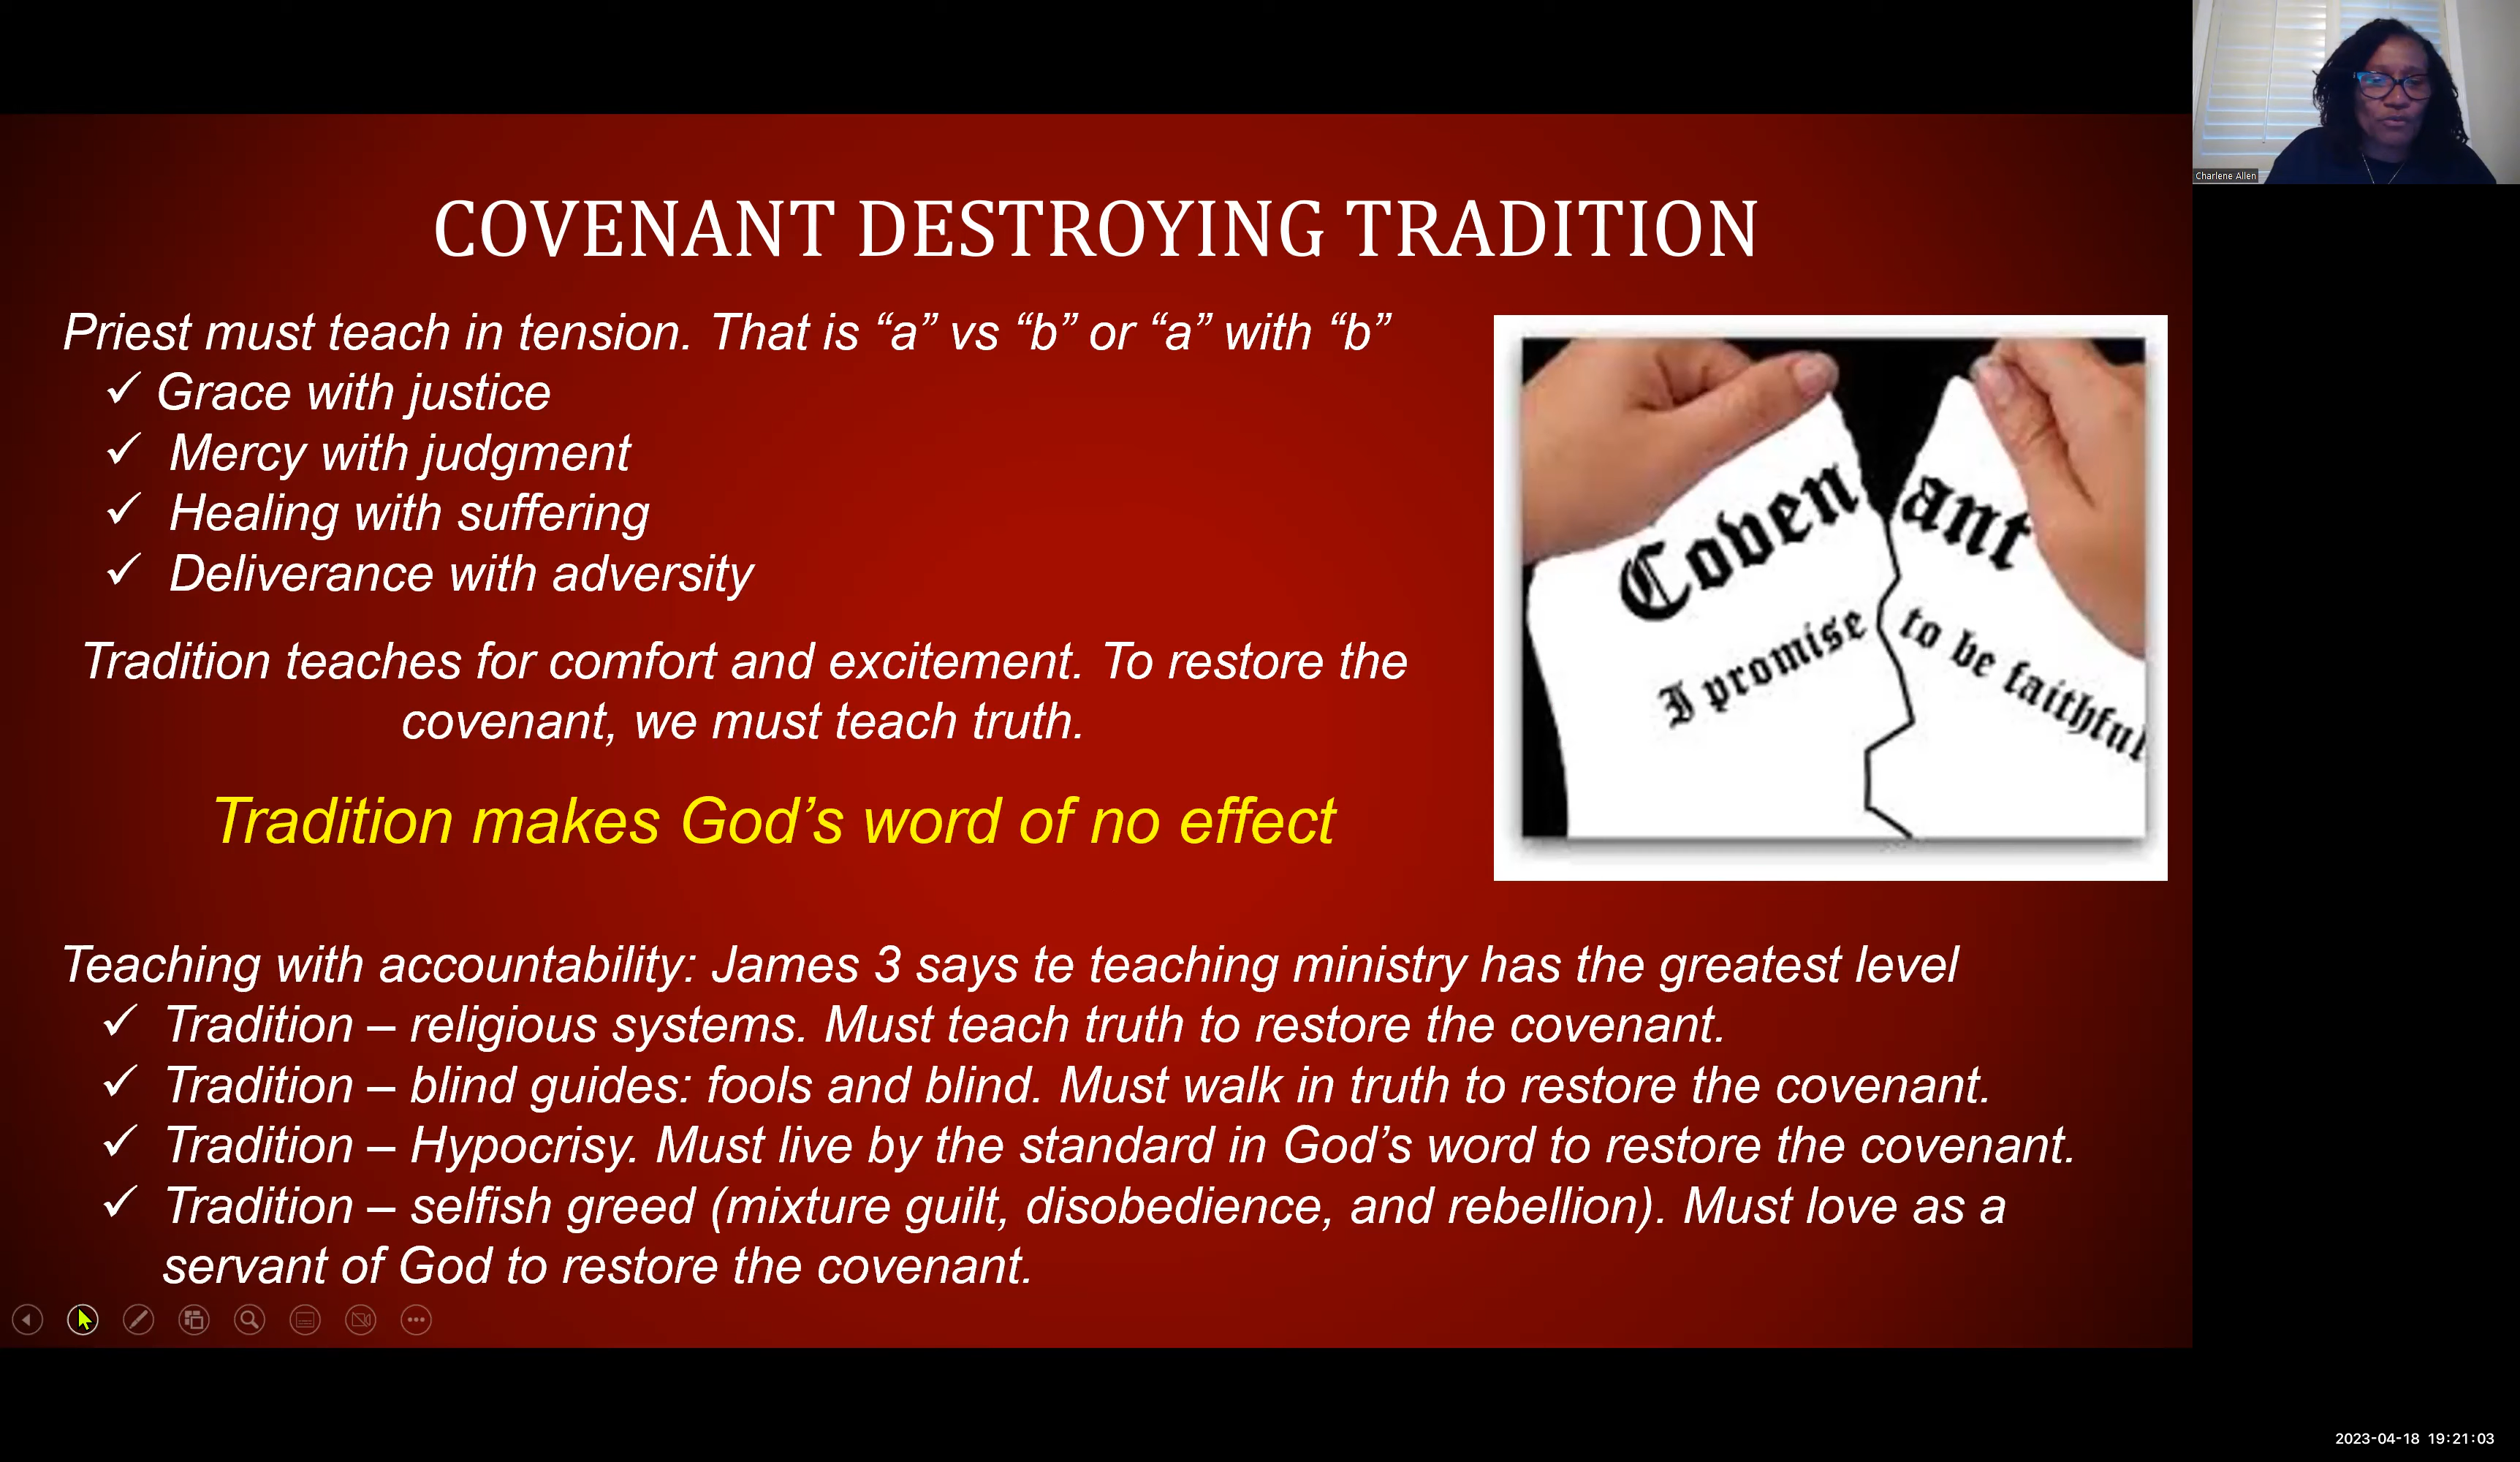 Charlene Allen
COVENANT DESTROYING TRADITION
Priest must teach in tension. That is “a” vs “b” or “a” with “b”
✓ Grace with justice
✓ Mercy with judgment
✓ Healing with suffering
✓ Deliverance with adversity
Tradition teaches for comfort and excitement. To restore the
covenant, we must teach truth.
Tradition makes God’s word of no effect
Coven ant
I promise to be faithful
Teaching with accountability: James 3 says te teaching ministry has the greatest level
✓ Tradition – religious systems. Must teach truth to restore the covenant.
✓ Tradition – blind guides: fools and blind. Must walk in truth to restore the covenant.
✓ Tradition – Hypocrisy. Must live by the standard in God’s word to restore the covenant.
✓ Tradition – selfish greed (mixture guilt, disobedience, and rebellion). Must love as a
servant of God to restore the covenant.
2023-04-18 19:21:03